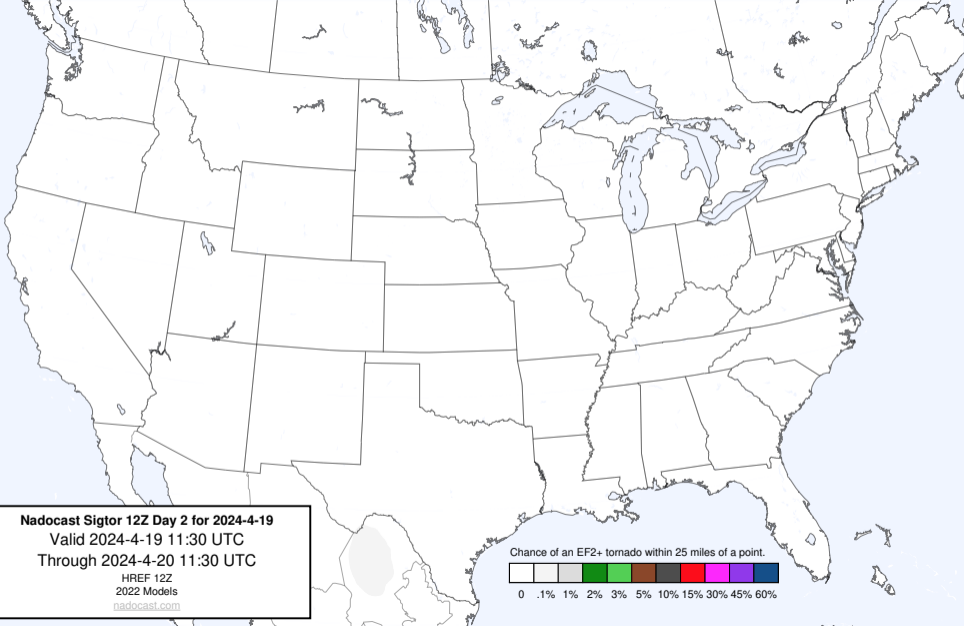 Nadocast Sigtor 12Z Day 2 for 2024-4-19
Valid 2024-4-19 11:30 UTC
Through 2024-4-20 11:30 UTC
HREF 12Z
2022 Models
nadocast.com
Chance of an EF2+ tornado within 25 miles of a point.
0 .1% 1% 2% 3% 5% 10% 15% 30% 45% 60%